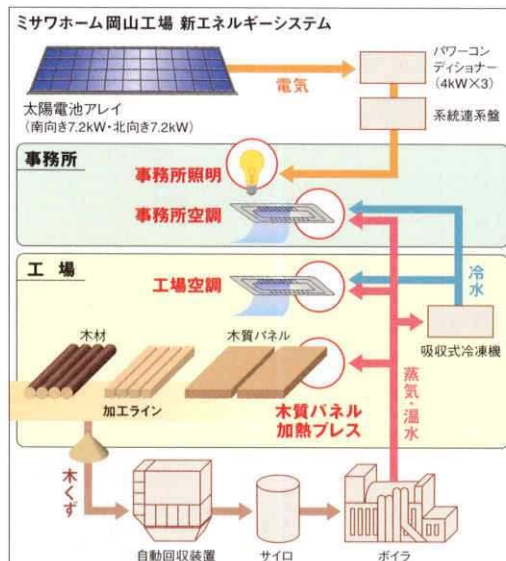 ミサワホーム岡山工場 新エネルギーシステム
パワーコン
ディショナー
(4kW×3)
電気
太陽電池アレイ
(南向き7.2kW・北向き7.2kW)
系統連系盤
事務所
事務所照明
事務所空調
工場
冷水
工場空調
木材
木質パネル
吸収式冷凍機
加工ライン
木質パネル
加熱プレス
蒸気・温水
木くず
自動回収装置
サイロ
ボイラ